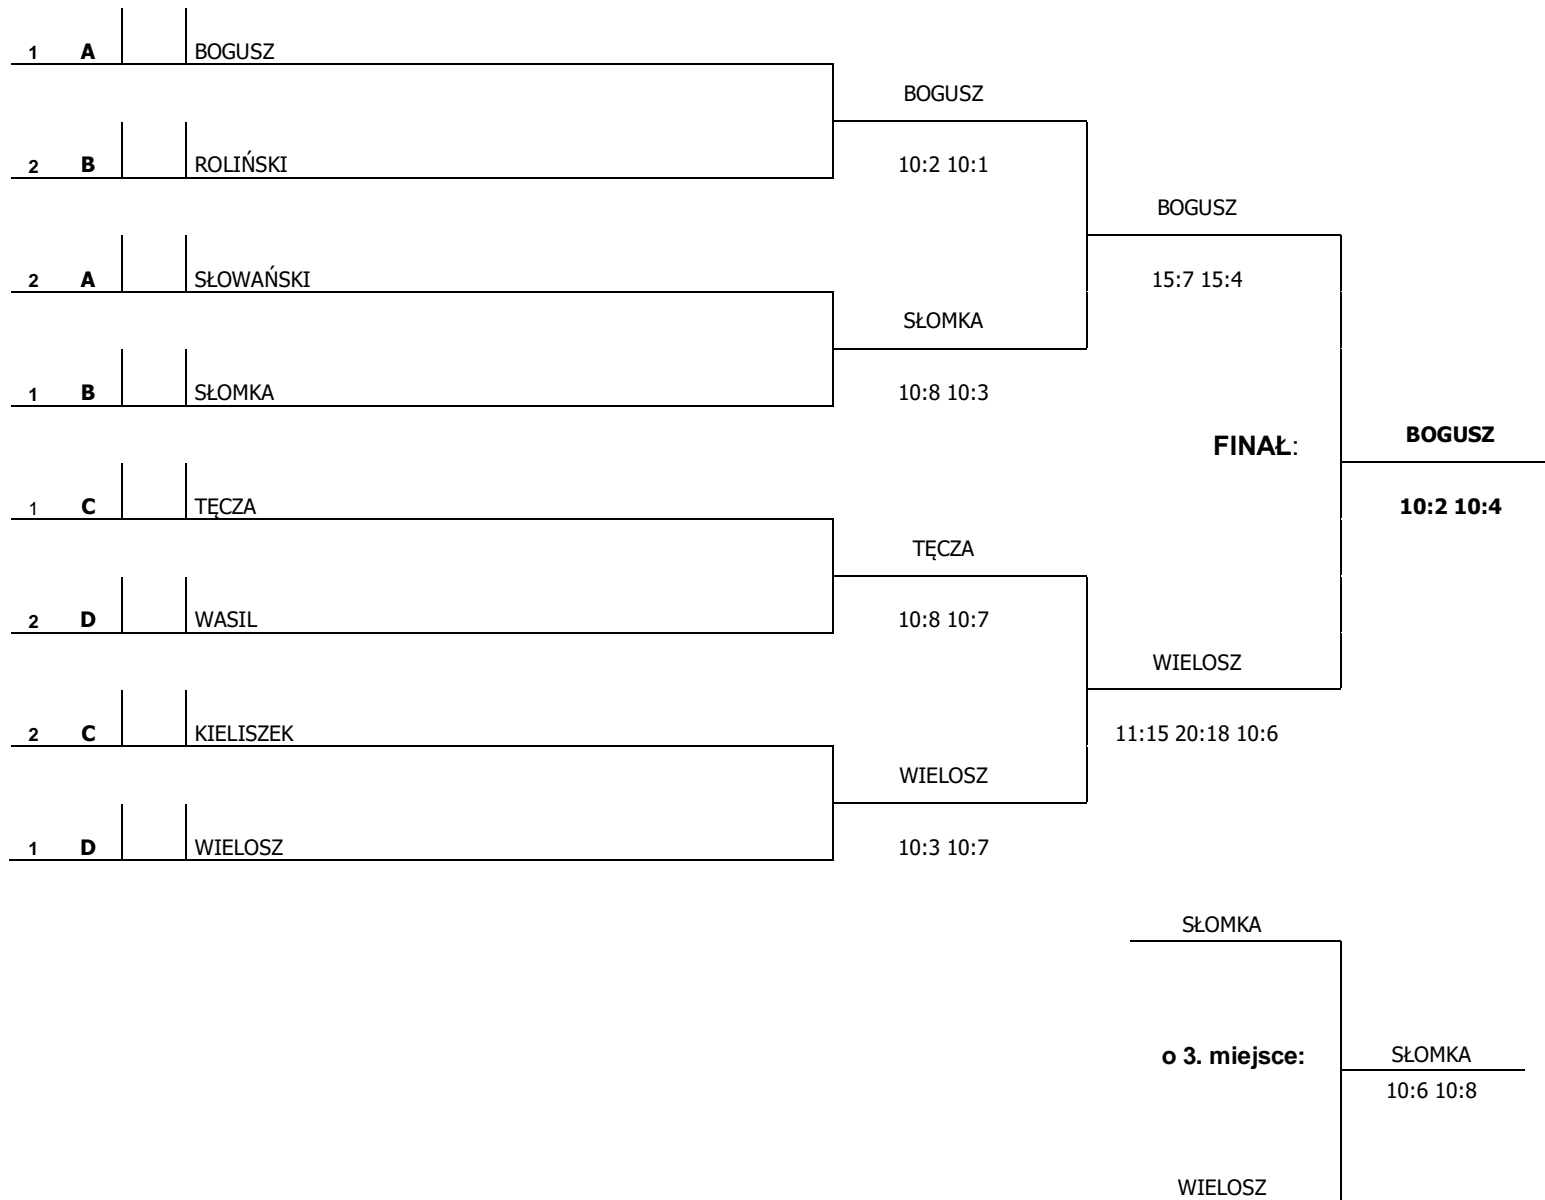 1 A BOGUSZ
BOGUSZ
2 B ROLIŃSKI 10:2 10:1
BOGUSZ
2 A SŁOWAŃSKI 15:7 15:4
SŁOMKA
1 B SŁOMKA 10:8 10:3
FINAŁ: BOGUSZ
1 C TĘCZA 10:2 10:4
TĘCZA
2 D WASIL 10:8 10:7
WIELOSZ
2 C KIELISZEK 11:15 20:18 10:6
WIELOSZ
1 D WIELOSZ 10:3 10:7
SŁOMKA
o 3. miejsce: SŁOMKA
10:6 10:8
WIELOSZ